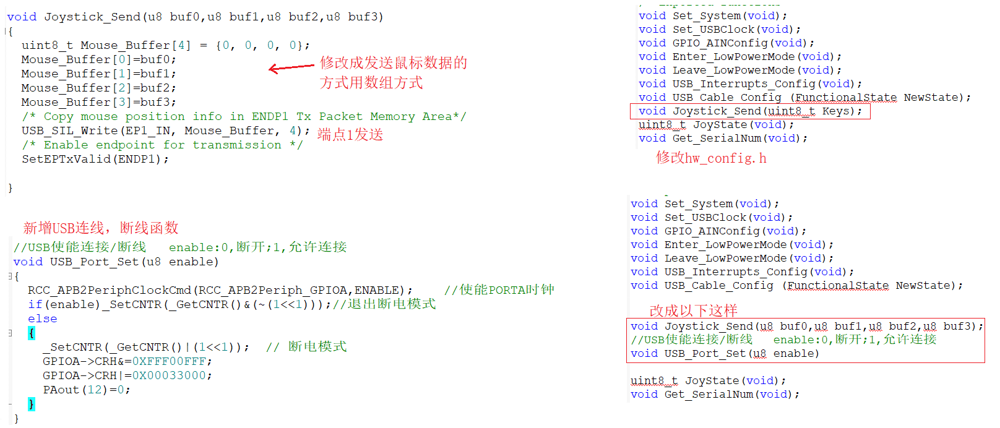 void Joystick_Send(u8 buf0,u8 buf1,u8 buf2,u8 buf3)
{
uint8_t Mouse_Buffer[4] = {0, 0, 0, 0};
Mouse_Buffer[0]=buf0;
Mouse_Buffer[1]=buf1;
Mouse_Buffer[2]=buf2;
Mouse_Buffer[3]=buf3;
修改成发送鼠标数据的
方式用数组方式
/* Copy mouse position info in ENDP1 Tx Packet Memory Area*/
USB_SIL_Write(EP1_IN, Mouse_Buffer, 4); 端点1发送
/* Enable endpoint for transmission */
SetEPTxValid(ENDP1);
}
新增USB连线，断线函数
//USB使能连接/断线 enable:0,断开;1,允许连接
void USB_Port_Set(u8 enable)
{
RCC_APB2PeriphClockCmd(RCC_APB2Periph_GPIOA,ENABLE); //使能PORTA时钟
if(enable)_SetCNTR(_GetCNTR()&(~(1<<1)));//退出断电模式
else
{
_SetCNTR(_GetCNTR()|(1<<1)); // 断电模式
GPIOA->CRH&=0XFFF00FFF;
GPIOA->CRH|=0X00033000;
PAout(12)=0;
}
}
void Set_System(void);
void Set_USBClock(void);
void GPIO_AINConfig(void);
void Enter_LowPowerMode(void);
void Leave_LowPowerMode(void);
void USB_Interrupts_Config(void);
void USB_Cable_Config (FunctionalState NewState);
void Joystick_Send(uint8_t Keys);
uint8_t JoyState(void);
void Get_SerialNum(void);
修改hw_config.h
void Set_System(void);
void Set_USBClock(void);
void GPIO_AINConfig(void);
void Enter_LowPowerMode(void);
void Leave_LowPowerMode(void);
void USB_Interrupts_Config(void);
void USB_Cable_Config (FunctionalState NewState);
改成以下这样
void Joystick_Send(u8 buf0,u8 buf1,u8 buf2,u8 buf3);
//USB使能连接/断线 enable:0,断开;1,允许连接
void USB_Port_Set(u8 enable)
uint8_t JoyState(void);
void Get_SerialNum(void);